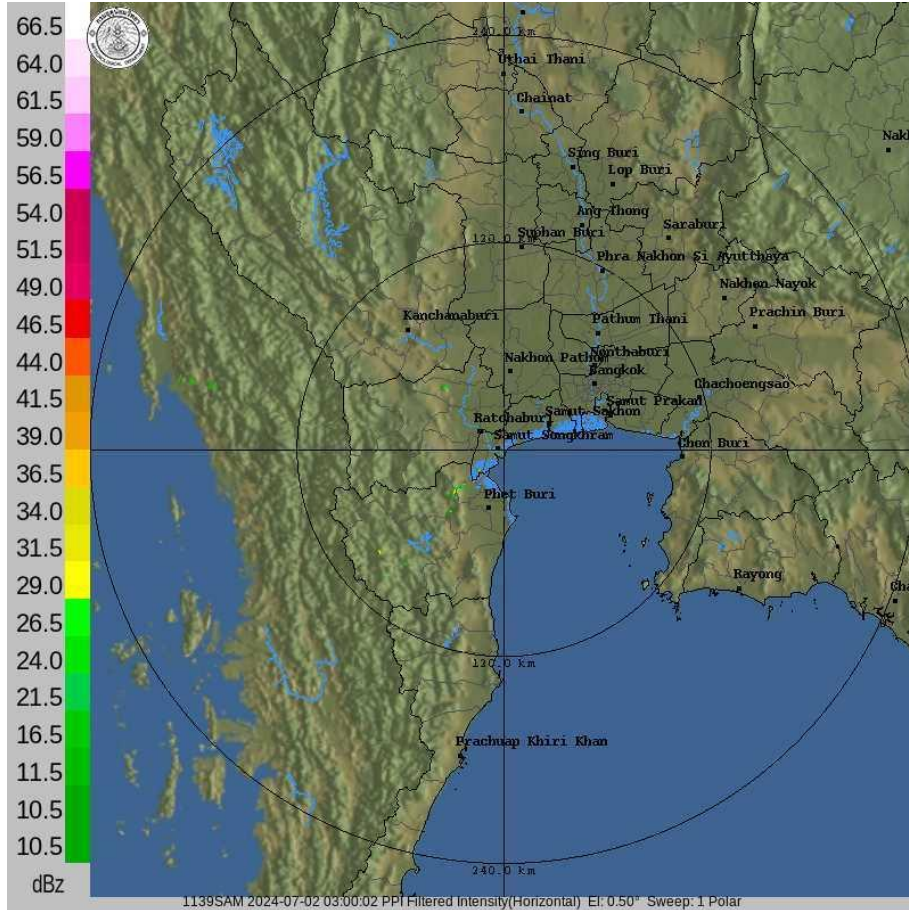 66.5
64.0
61.5
59.0
56.5
54.0
51.5
49.0
46.5
44.0
41.5
39.0
36.5
34.0
31.5
29.0
26.5
24.0
21.5
16.5
11.5
10.5
10.5
dBz
240.0 km
Uthai Thani
Chainat
Sing Buri
Lop Buri
Ang Thong
Suphan Buri
Saraburi
120.0 km
Phra Nakhon Si Ayutthaya
Nakhon Nayok
Prachin Buri
Kanchanaburi
Pathum Thani
Nakhon Pathom
Nonthaburi
Bangkok
Chachoengsao
Samut Prakan
Samut Sakhon
Ratchaburi
Samut Songkhram
Chon Buri
Phet Buri
Rayong
Cha
120.0 km
Prachuap Khiri Khan
240.0 km
1139SAM 2024-07-02 03:00:02 PPI Filtered Intensity(Horizontal) El: 0.50° Sweep: 1 Polar